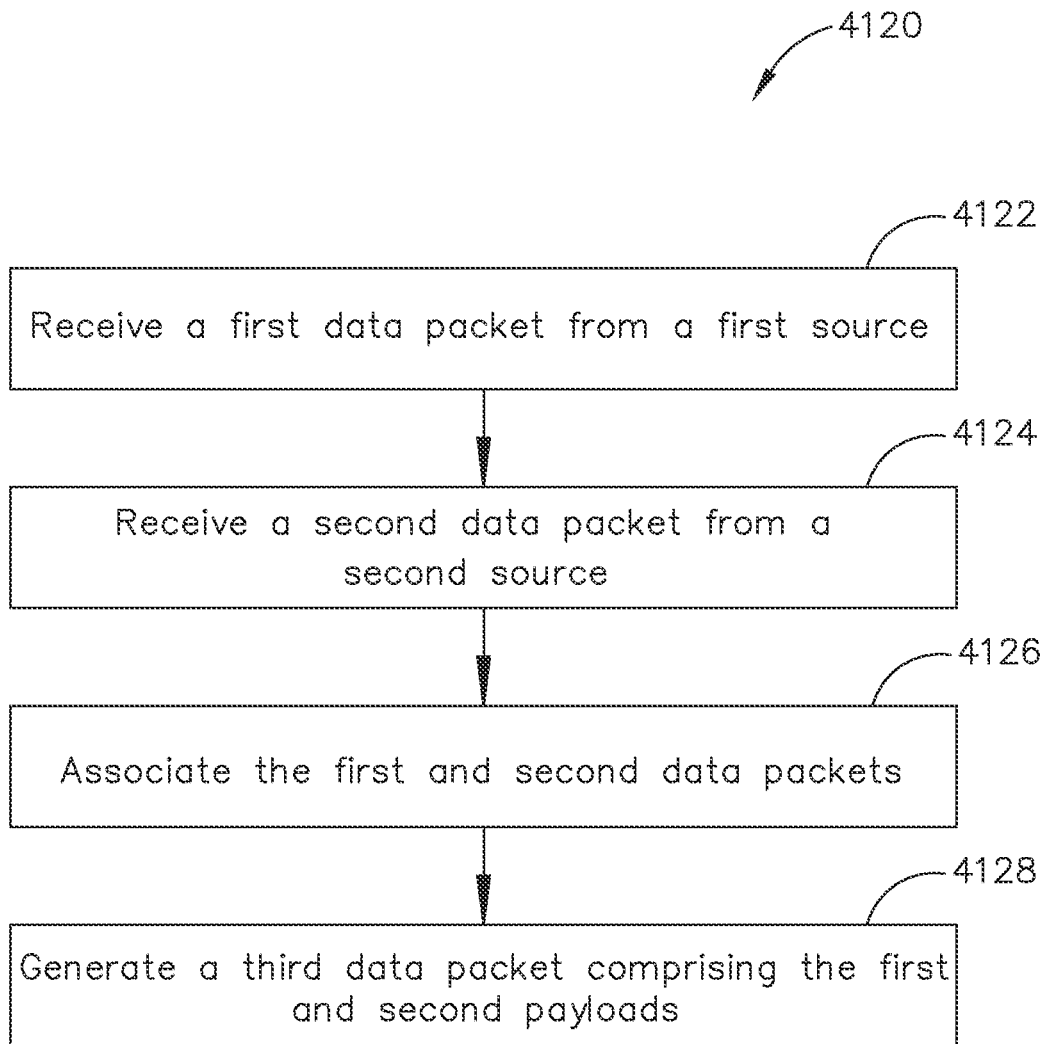 4120
4122
Receive a first data packet from a first source
4124
Receive a second data packet from a
second source
4126
Associate the first and second data packets
4128
Generate a third data packet comprising the first
and second payloads